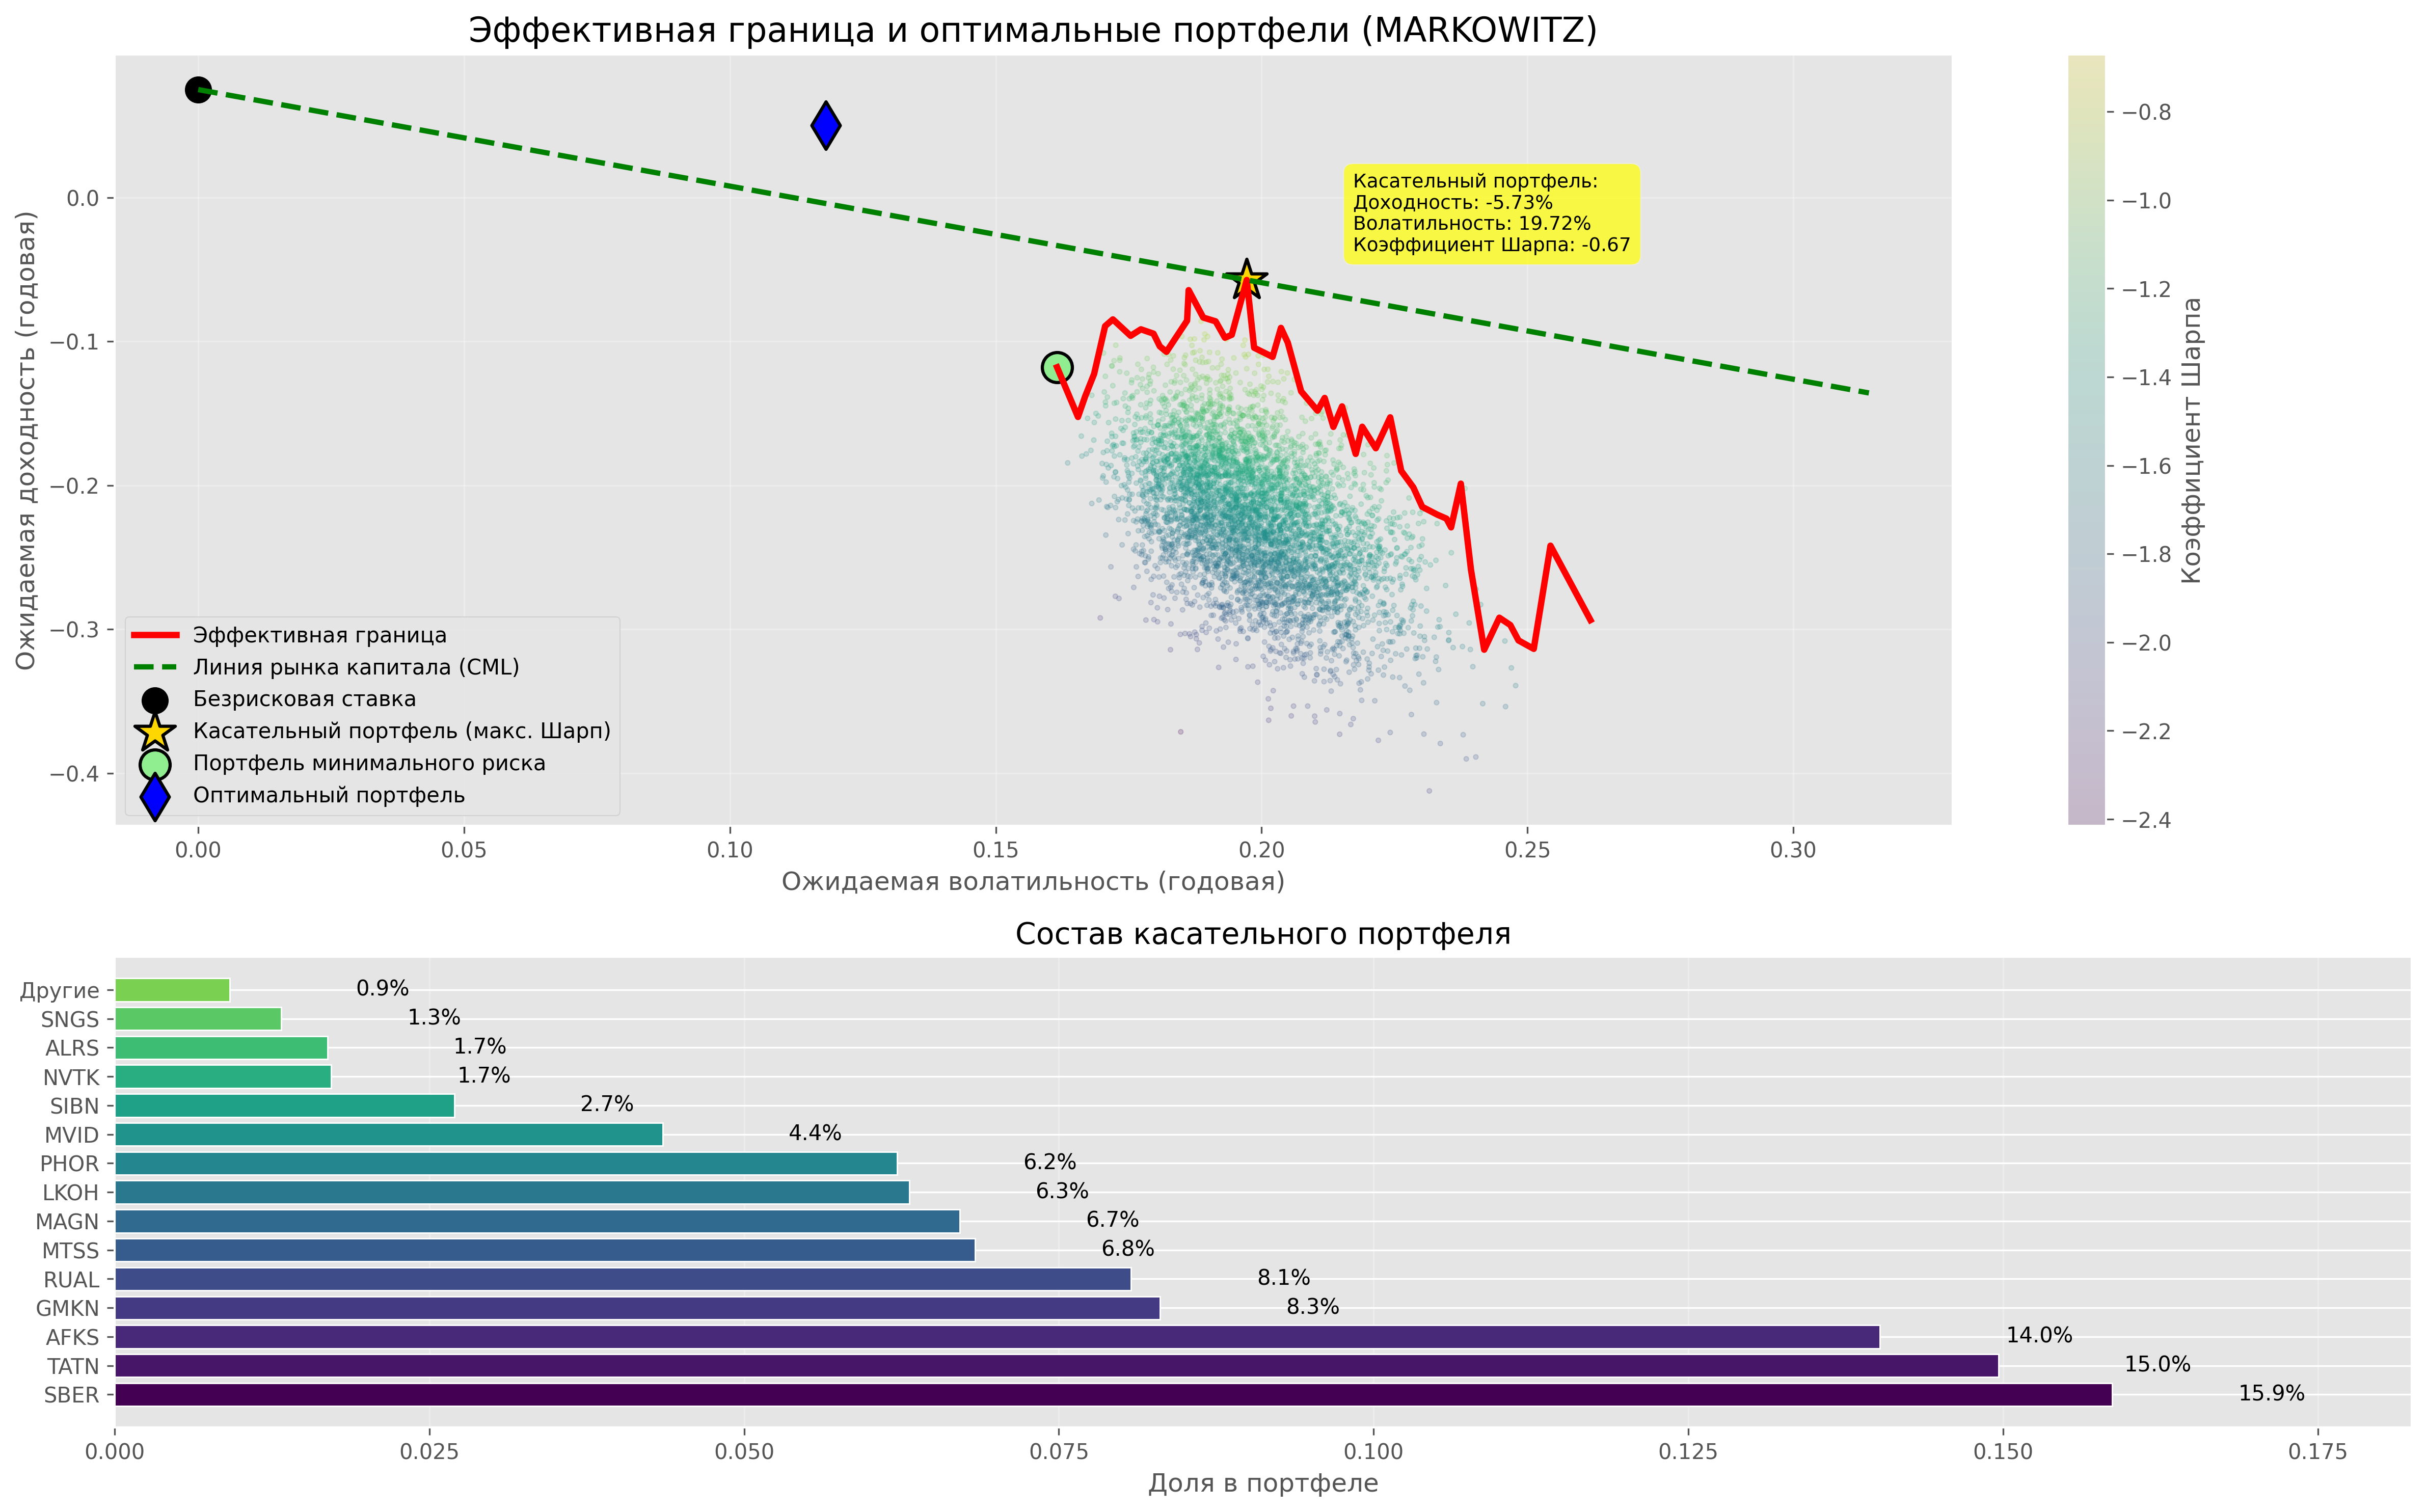 Эффективная граница и оптимальные портфели (MARKOWITZ)
Ожидаемая доходность (годовая)
0.0
−0.1
−0.2
−0.3
−0.4
Касательный портфель:
Доходность: -5.73%
Волатильность: 19.72%
Коэффициент Шарпа: -0.67
Эффективная граница
Линия рынка капитала (CML)
Безрисковая ставка
Касательный портфель (макс. Шарп)
Портфель минимального риска
Оптимальный портфель
0.00 0.05 0.10 0.15 0.20 0.25 0.30
Ожидаемая волатильность (годовая)
−0.8
−1.0
−1.2
−1.4
−1.6
−1.8
−2.0
−2.2
−2.4
Коэффициент Шарпа
Состав касательного портфеля
Другие 0.9%
SNGS 1.3%
ALRS 1.7%
NVTK 1.7%
SIBN 2.7%
MVID 4.4%
PHOR 6.2%
LKOH 6.3%
MAGN 6.7%
MTSS 6.8%
RUAL 8.1%
GMKN 8.3%
AFKS 14.0%
TATN 15.0%
SBER 15.9%
0.000 0.025 0.050 0.075 0.100 0.125 0.150 0.175
Доля в портфеле